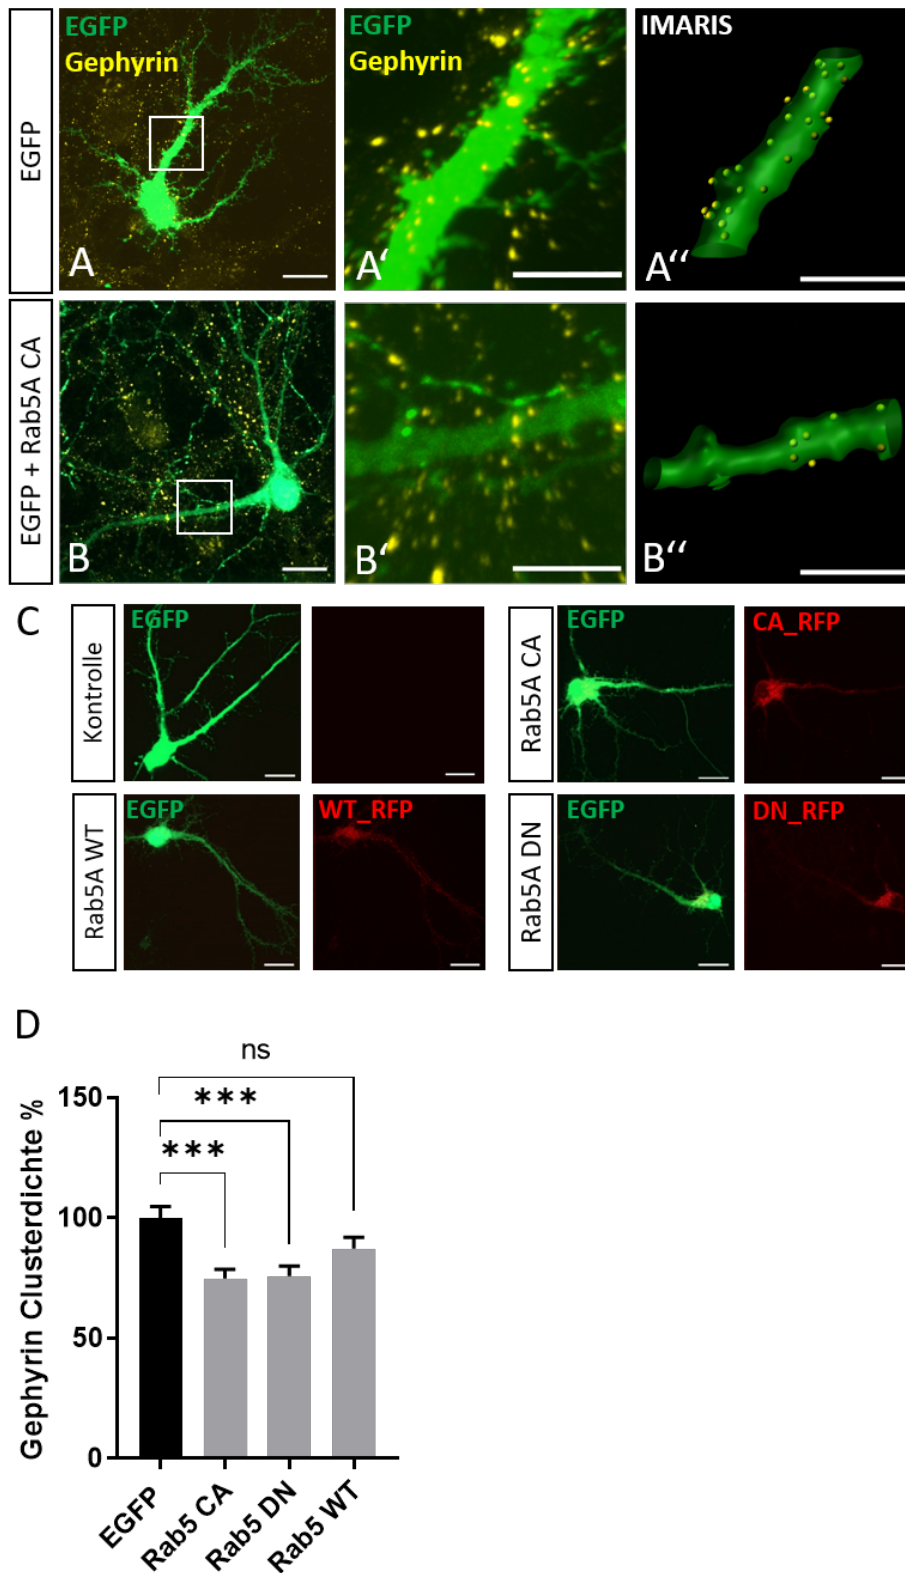 EGFP
EGFP
Gephyrin
A
EGFP
Gephyrin
A‘
IMARIS
A‘‘
EGFP + Rab5A CA
B
B‘
B‘‘
C
Kontrolle
EGFP
Rab5A CA
EGFP
CA_RFP
Rab5A WT
EGFP
WT_RFP
Rab5A DN
EGFP
DN_RFP
D
ns
***
***
Gephyrin Clusterdichte %
150
100
50
0
EGFP
Rab5 CA
Rab5 DN
Rab5 WT